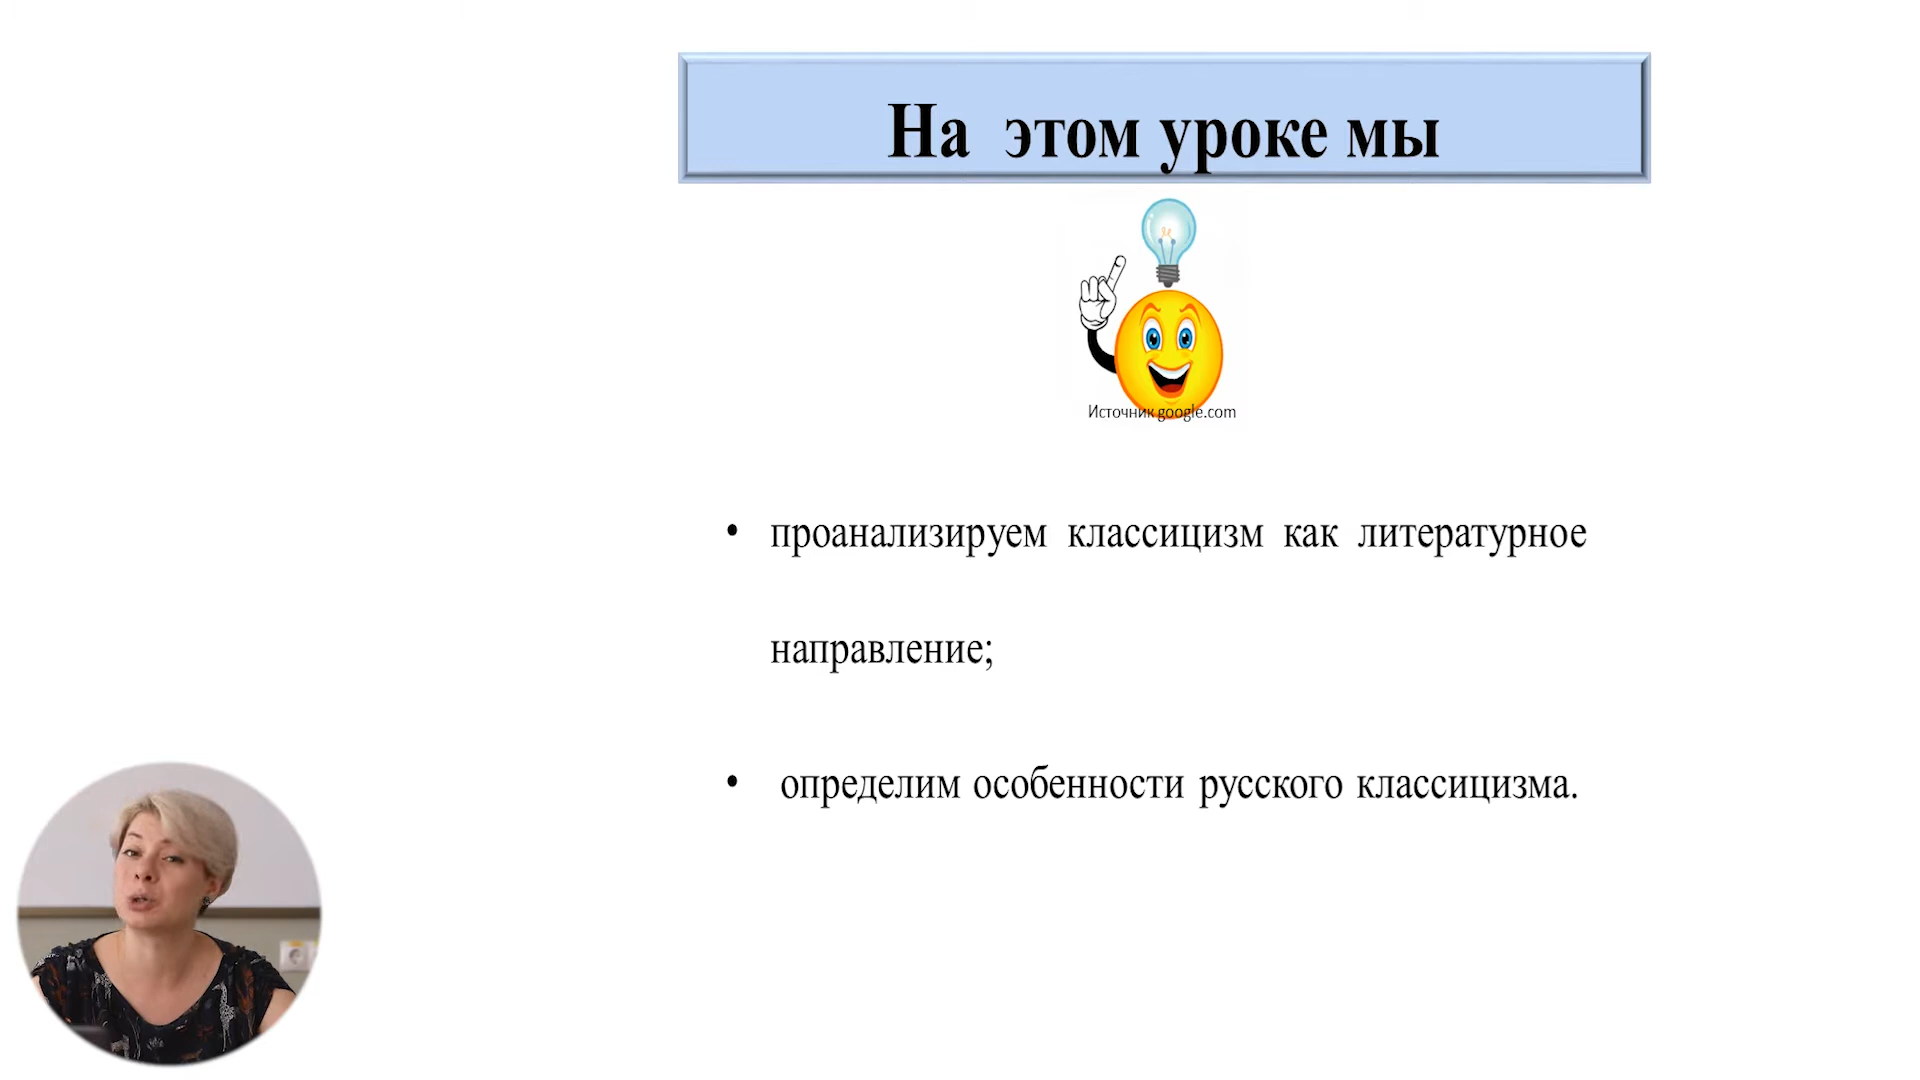 На этом уроке мы
Источник google.com
• проанализируем классицизм как литературное
направление;
• определим особенности русского классицизма.